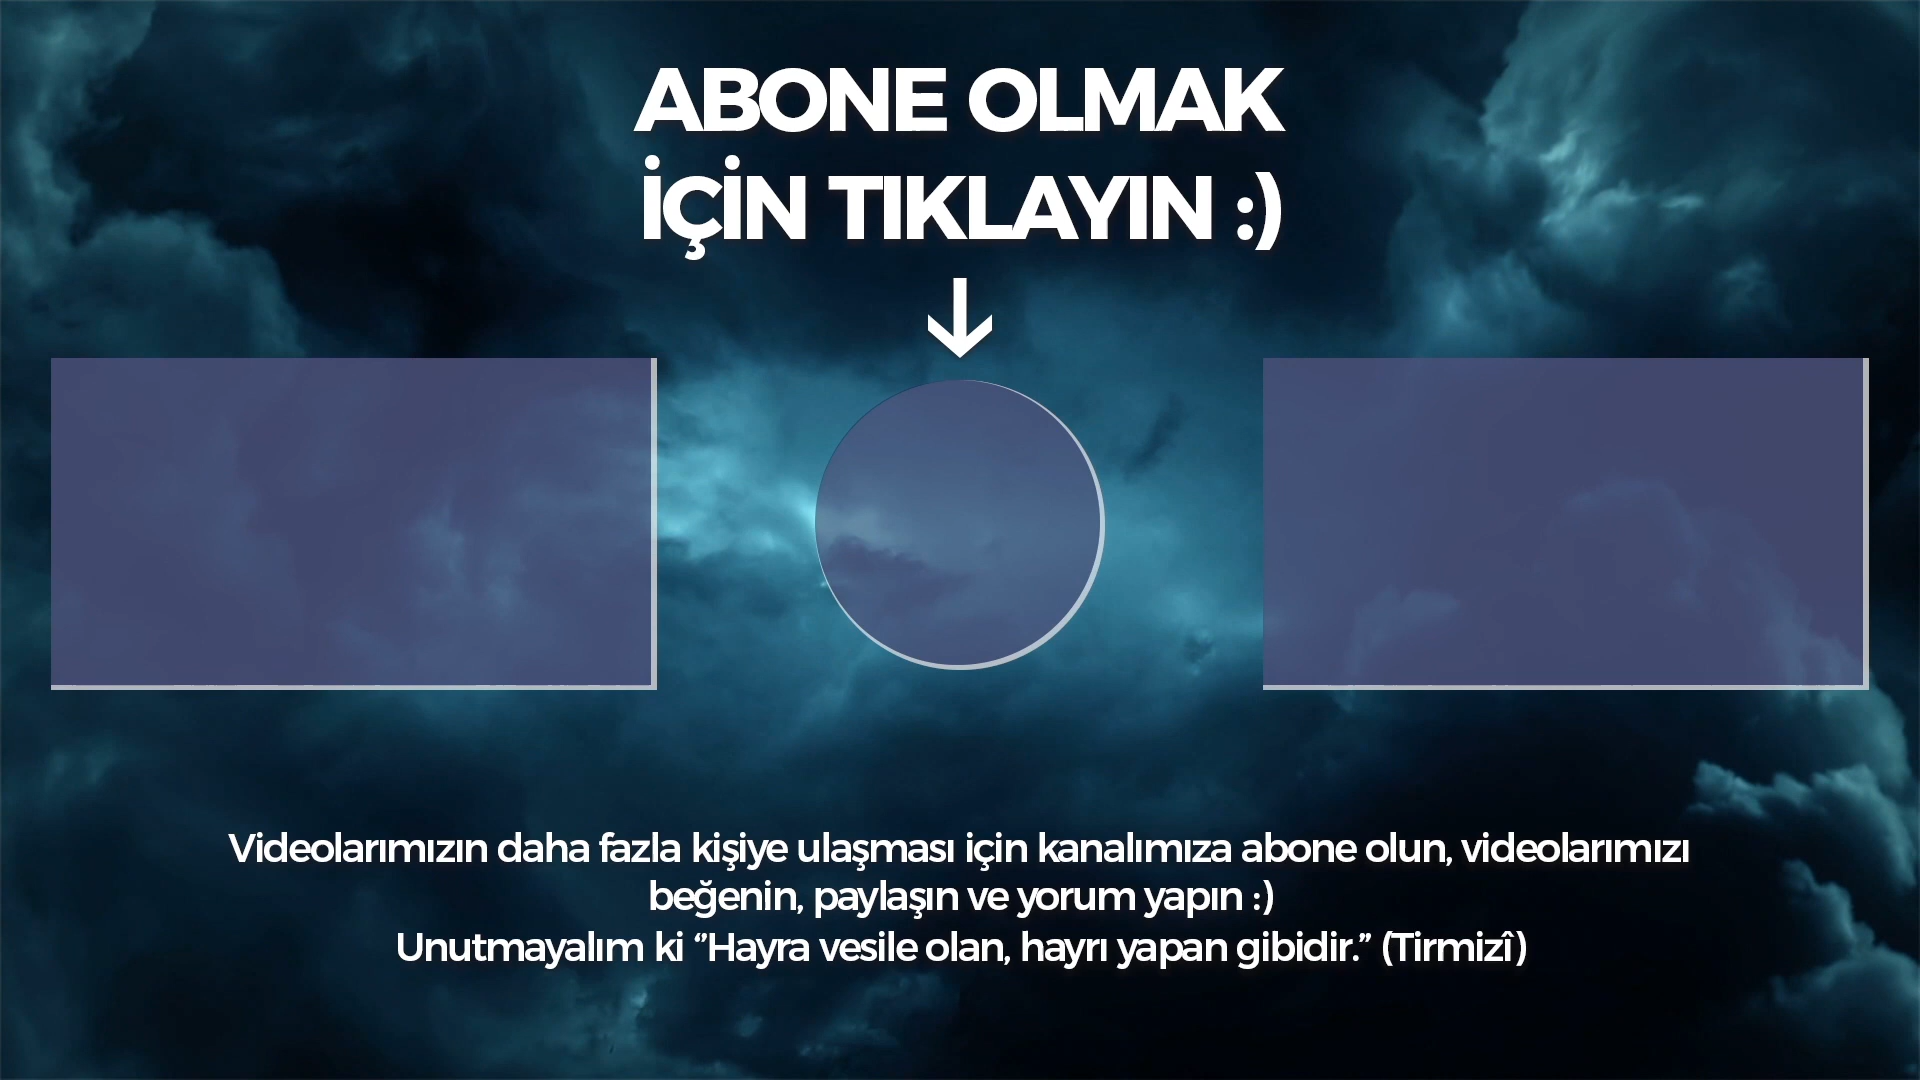 ABONE OLMAK
İÇİN TIKLAYIN :)
Videolarımızın daha fazla kişiye ulaşması için kanalımıza abone olun, videolarımızı
beğenin, paylaşın ve yorum yapın :)
Unutmayalım ki “Hayra vesile olan, hayrı yapan gibidir.” (Tirmizî)